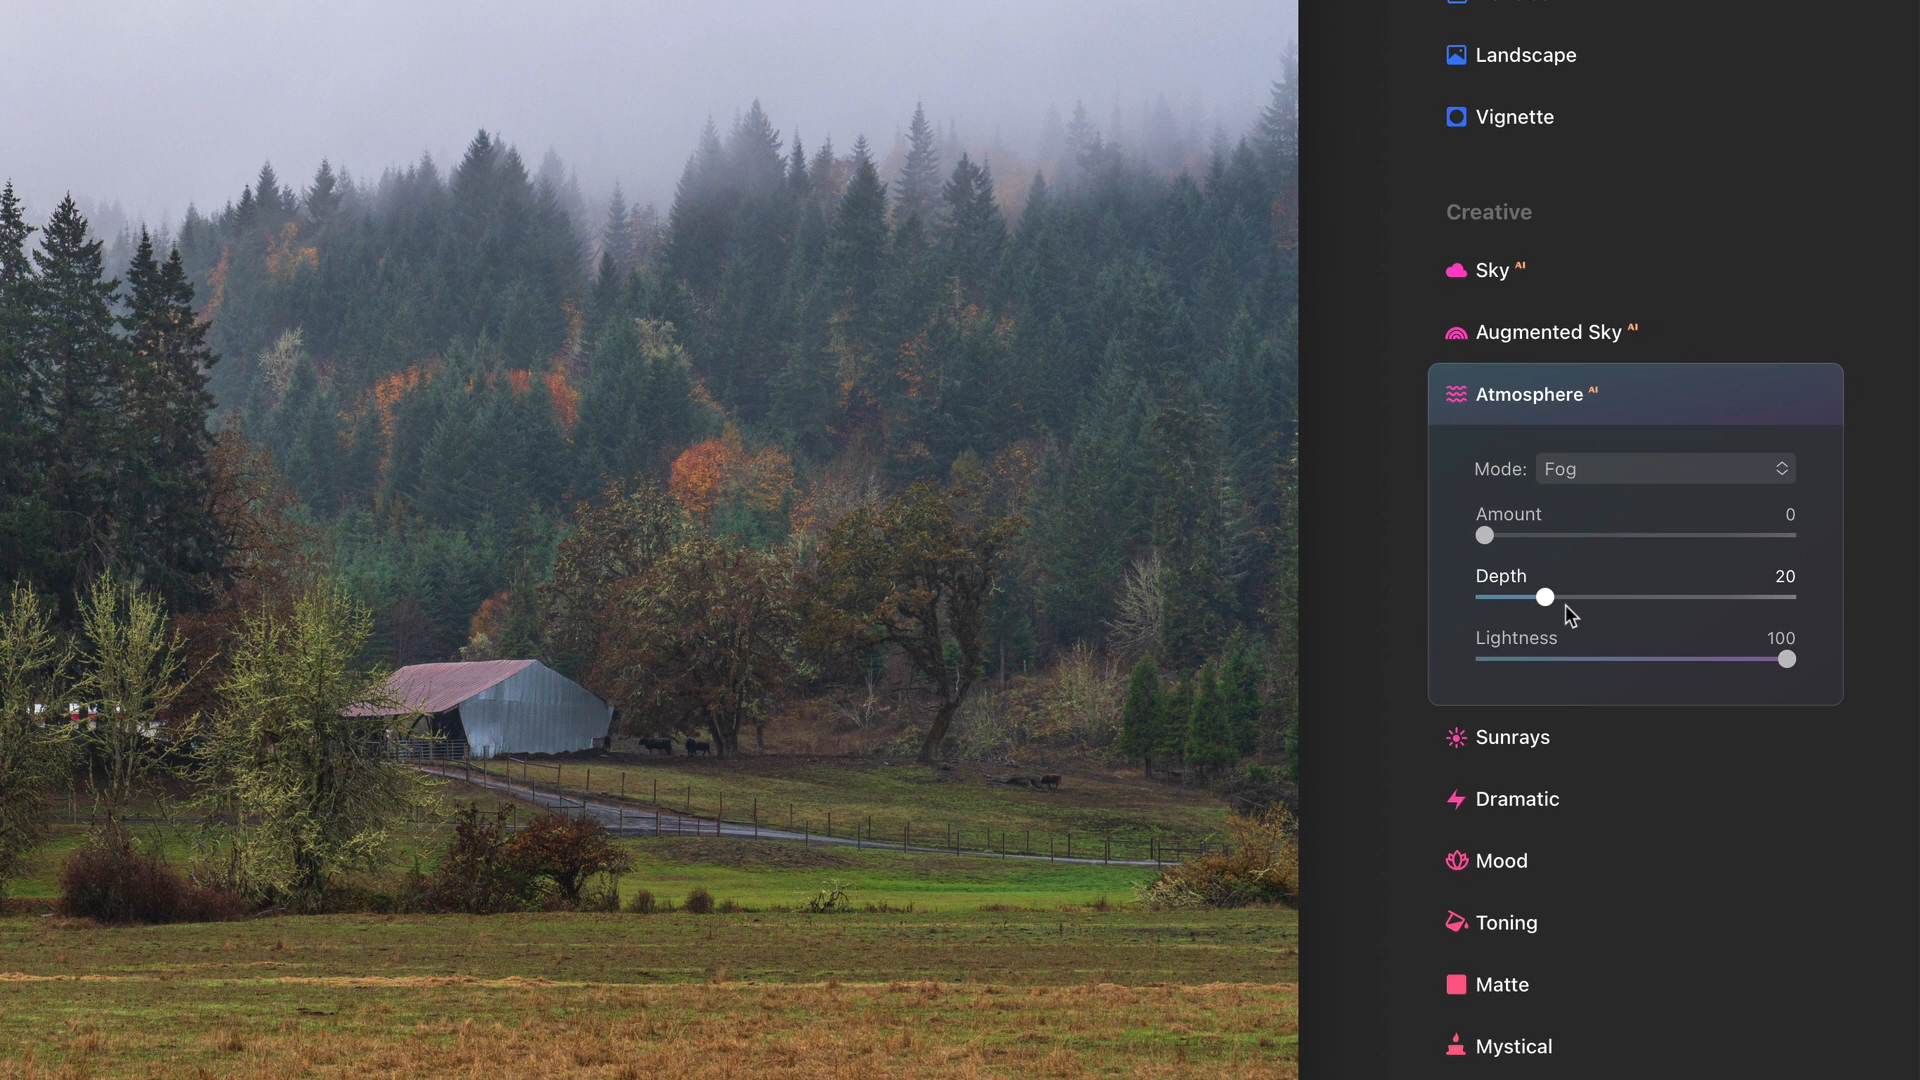 Landscape
Vignette
Creative
Sky AI
Augmented Sky AI
Atmosphere AI
Mode: Fog
Amount 0
Depth 20
Lightness 100
Sunrays
Dramatic
Mood
Toning
Matte
Mystical